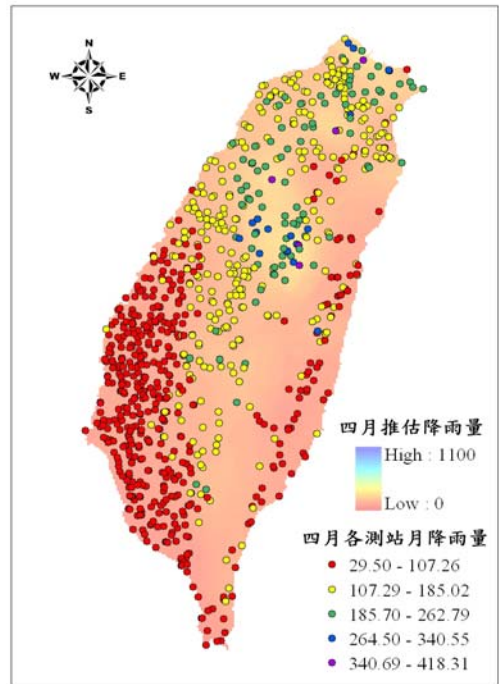 N
W E
S
四月推估降雨量
High : 1100
Low : 0
四月各測站月降雨量
29.50 - 107.26
107.29 - 185.02
185.70 - 262.79
264.50 - 340.55
340.69 - 418.31